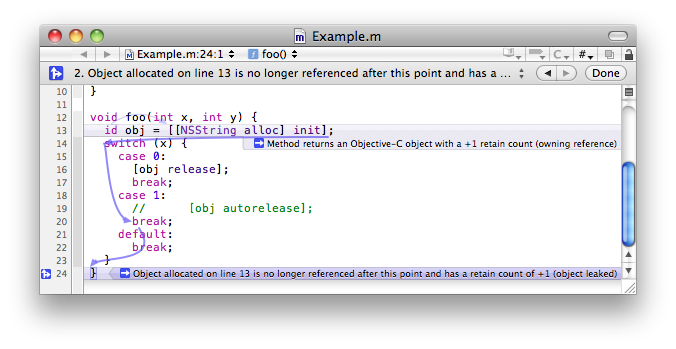 Example.m
Example.m:24:1 foo() C, #,
2. Object allocated on line 13 is no longer referenced after this point and has a ... Done
10 }
11
12 void foo(int x, int y) {
13 id obj = [[NSString alloc] init];
14 switch (x) { Method returns an Objective-C object with a +1 retain count (owning reference)
15 case 0:
16 [obj release];
17 break;
18 case 1:
19 // [obj autorelease];
20 break;
21 default:
22 break;
23 }
24 } Object allocated on line 13 is no longer referenced after this point and has a retain count of +1 (object leaked)